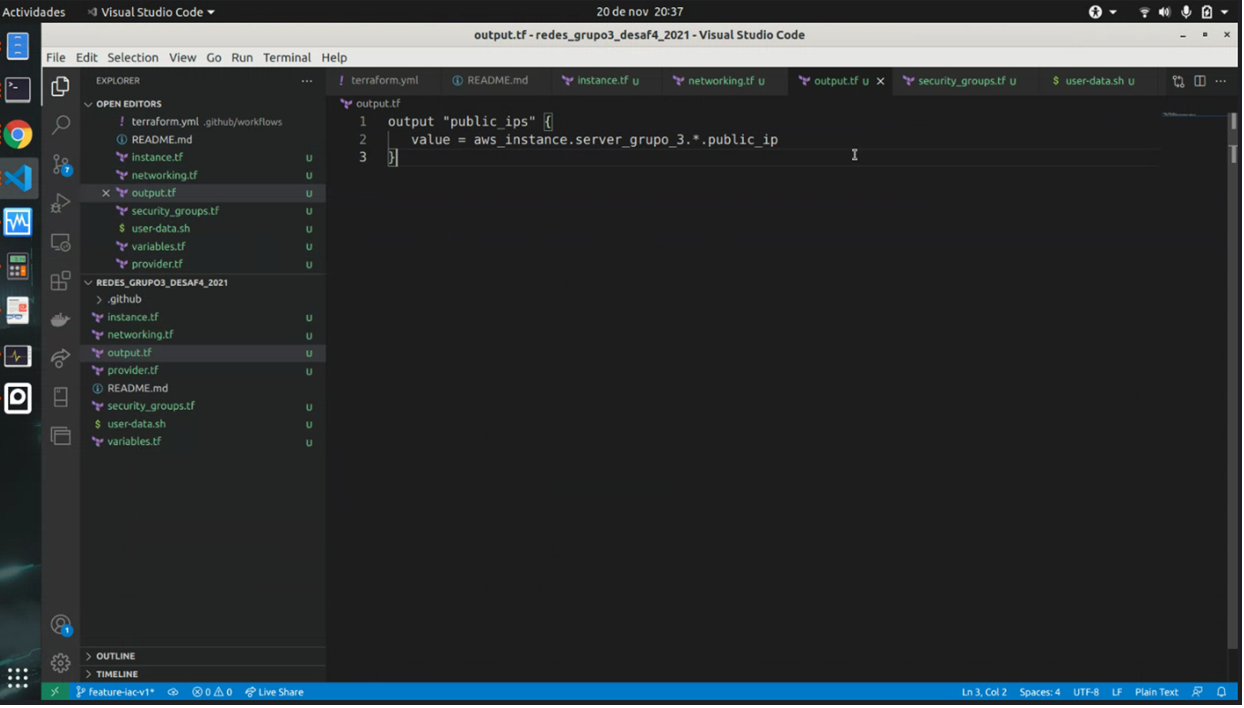 Actividades Visual Studio Code 20 de nov 20:37
output.tf - redes_grupo3_desaf4_2021 - Visual Studio Code
File Edit Selection View Go Run Terminal Help
EXPLORER
OPEN EDITORS
! terraform.yml .github/workflows
README.md
instance.tf U
networking.tf U
output.tf U
security_groups.tf U
$ user-data.sh U
variables.tf U
provider.tf U
REDES_GRUPO3_DESAF4_2021
.github
instance.tf U
networking.tf U
output.tf U
provider.tf U
README.md
security_groups.tf U
$ user-data.sh U
variables.tf U
OUTLINE
TIMELINE
7
1
! terraform.yml README.md instance.tf U networking.tf U output.tf U security_groups.tf U $ user-data.sh U
output.tf
1 output "public_ips" {
2 value = aws_instance.server_grupo_3.*.public_ip
3 }
feature-iac-v1* 0 0 Live Share Ln 3, Col 2 Spaces: 4 UTF-8 LF Plain Text